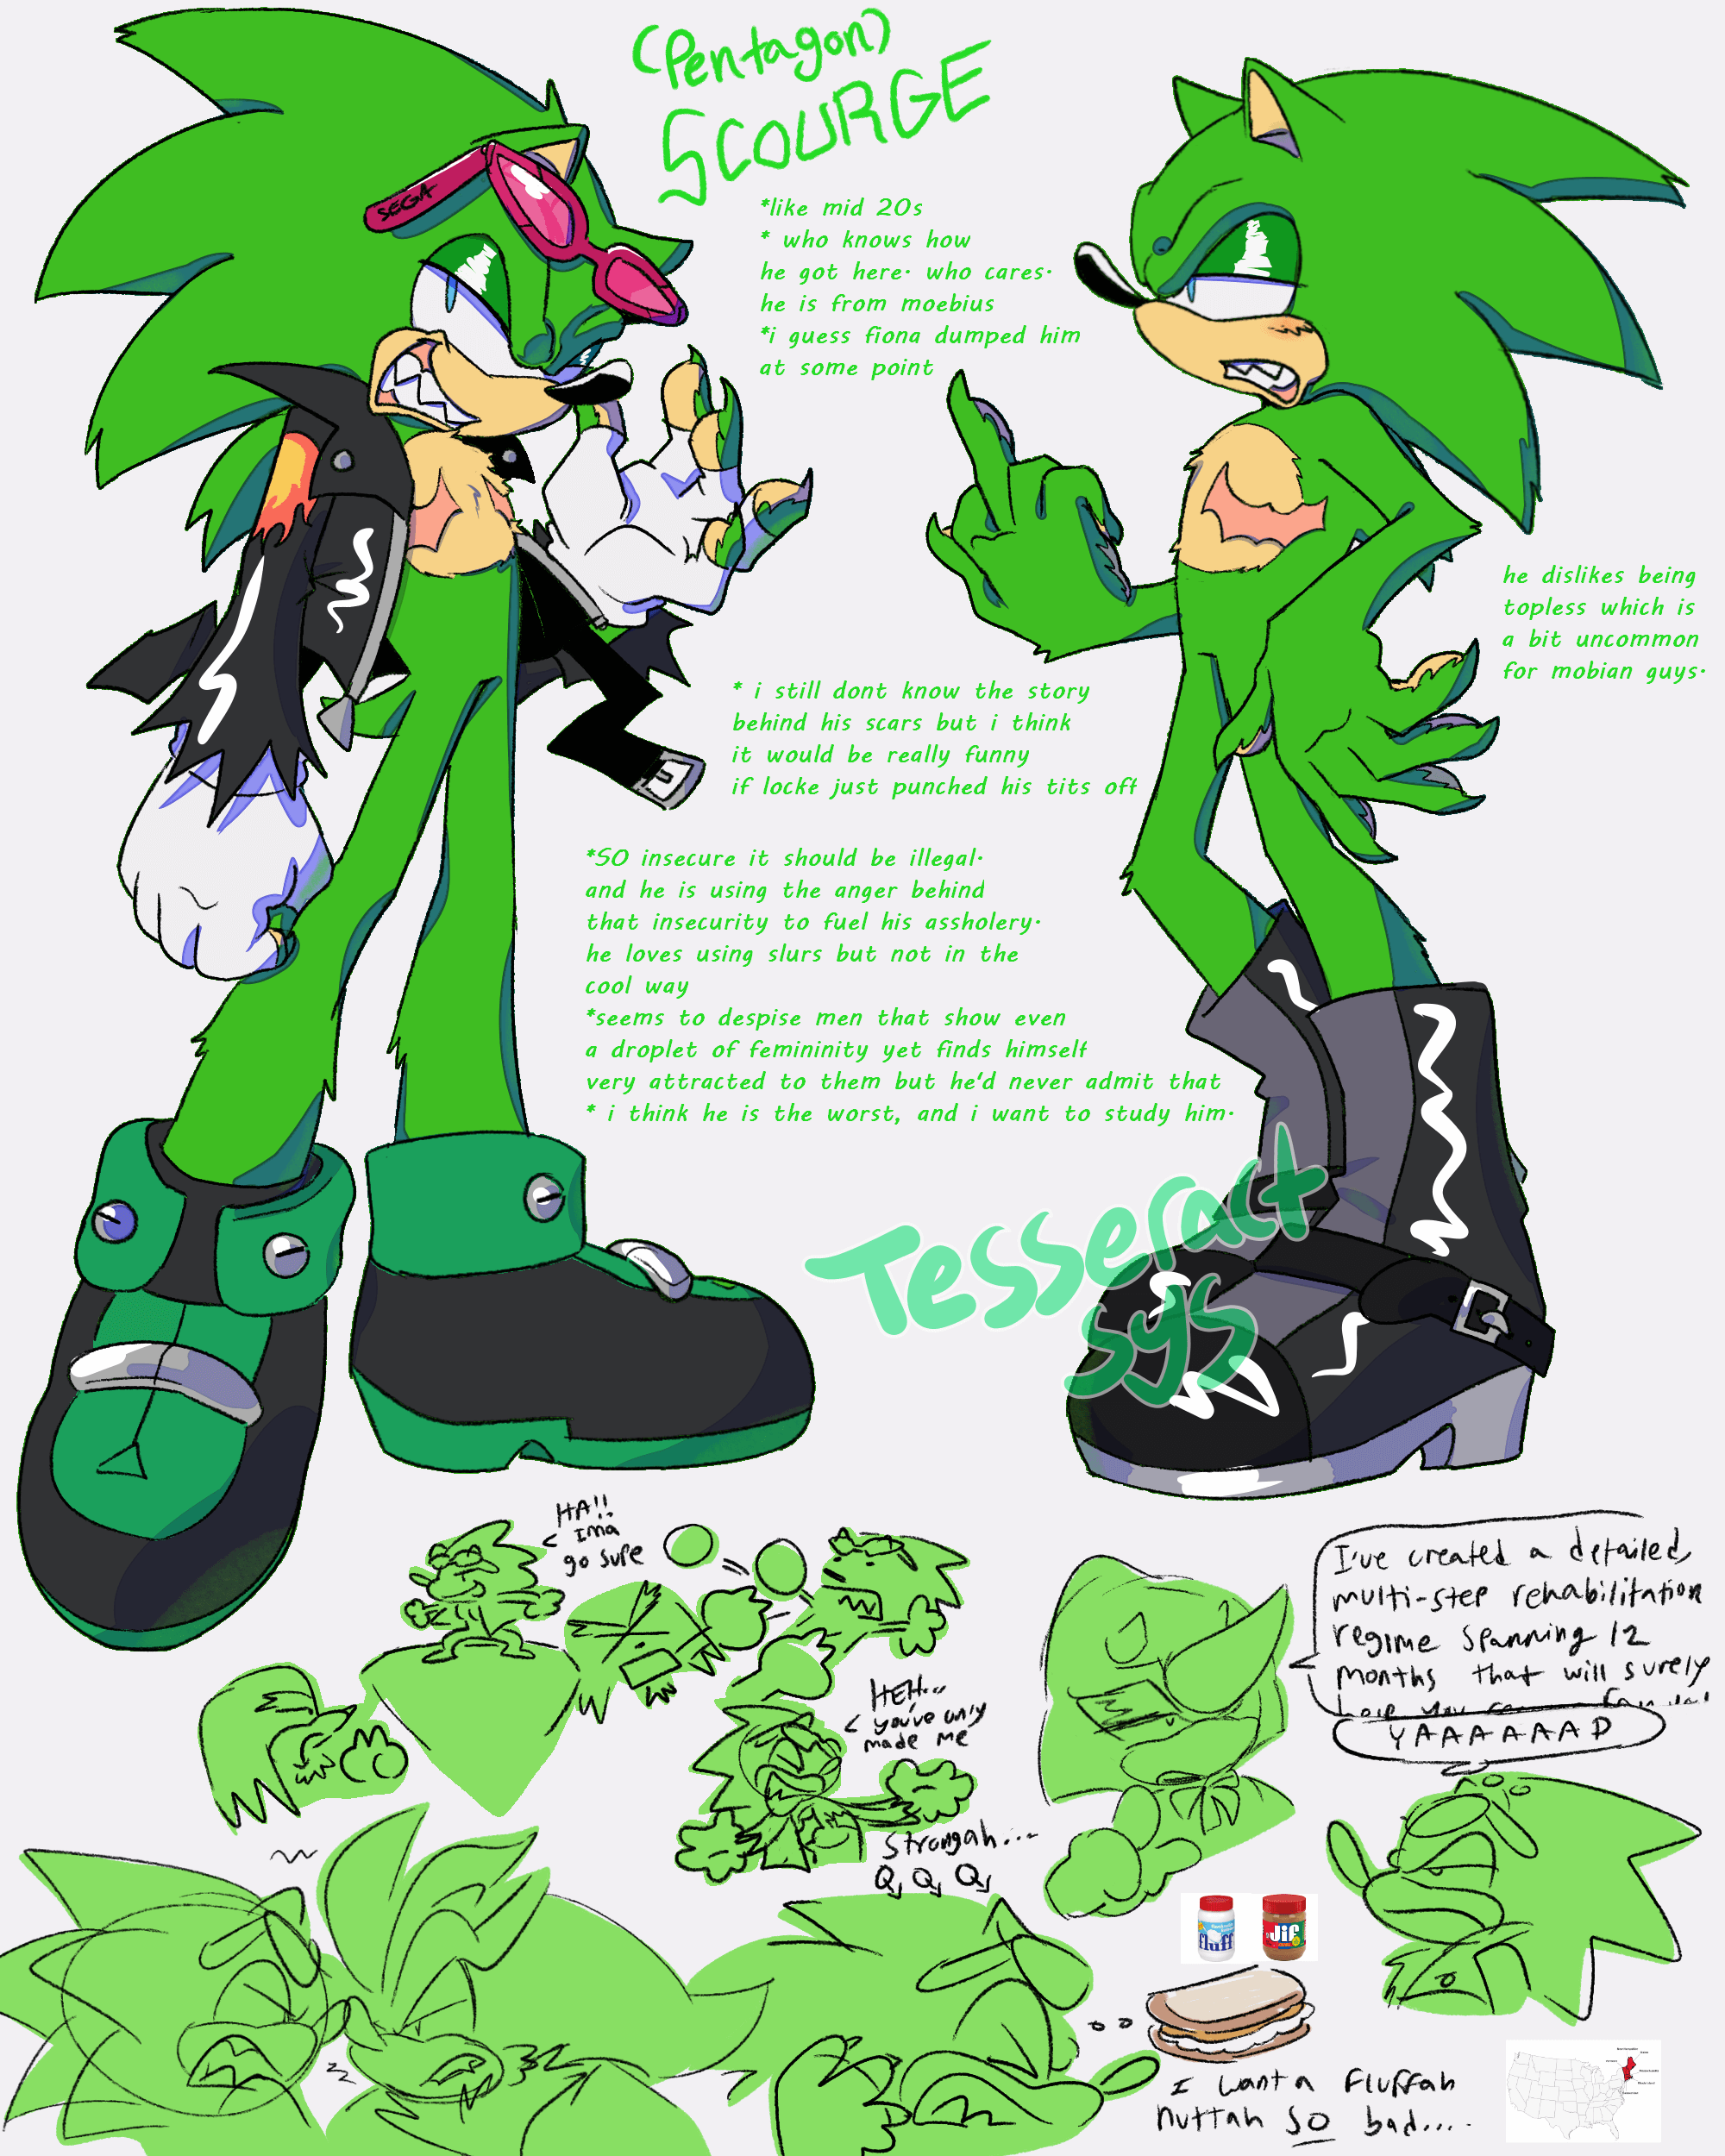 (Pentagon)
SCOURGE
SEGA
*like mid 20s
* who knows how
he got here. who cares.
he is from moebius
*i guess fiona dumped him
at some point
he dislikes being
topless which is
a bit uncommon
for mobian guys.
* i still dont know the story
behind his scars but i think
it would be really funny
if locke just punched his tits off
*SO insecure it should be illegal.
and he is using the anger behind
that insecurity to fuel his assholery.
he loves using slurs but not in the
cool way
*seems to despise men that show even
a droplet of femininity yet finds himself
very attracted to them but he'd never admit that
* i think he is the worst, and i want to study him.
Tesseract
sys
HA!!
Ima
go supe
HEH...
you've only
made me
strongah...
I've created a detailed,
multi-step rehabilitation
regime spanning 12
months that will surely
YAAAAAAP
fluff
Jif
I want a Fluffah
nuttah SO bad....